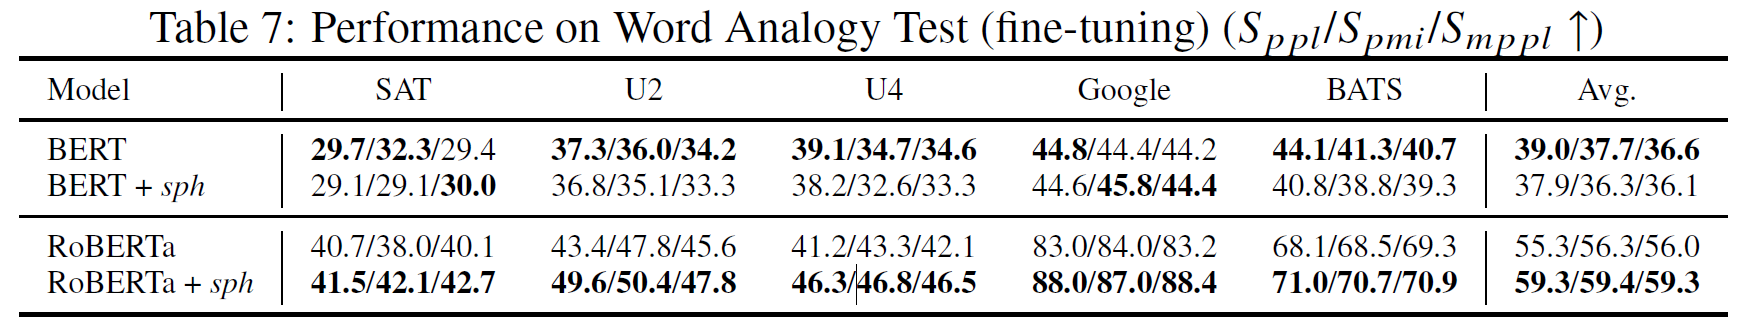 Table 7: Performance on Word Analogy Test (fine-tuning) (Sppl/Spmi/Smppl ↑)
Model SAT U2 U4 Google BATS Avg.
BERT 29.7/32.3/29.4 37.3/36.0/34.2 39.1/34.7/34.6 44.8/44.4/44.2 44.1/41.3/40.7 39.0/37.7/36.6
BERT + sph 29.1/29.1/30.0 36.8/35.1/33.3 38.2/32.6/33.3 44.6/45.8/44.4 40.8/38.8/39.3 37.9/36.3/36.1
RoBERTa 40.7/38.0/40.1 43.4/47.8/45.6 41.2/43.3/42.1 83.0/84.0/83.2 68.1/68.5/69.3 55.3/56.3/56.0
RoBERTa + sph 41.5/42.1/42.7 49.6/50.4/47.8 46.3/46.8/46.5 88.0/87.0/88.4 71.0/70.7/70.9 59.3/59.4/59.3